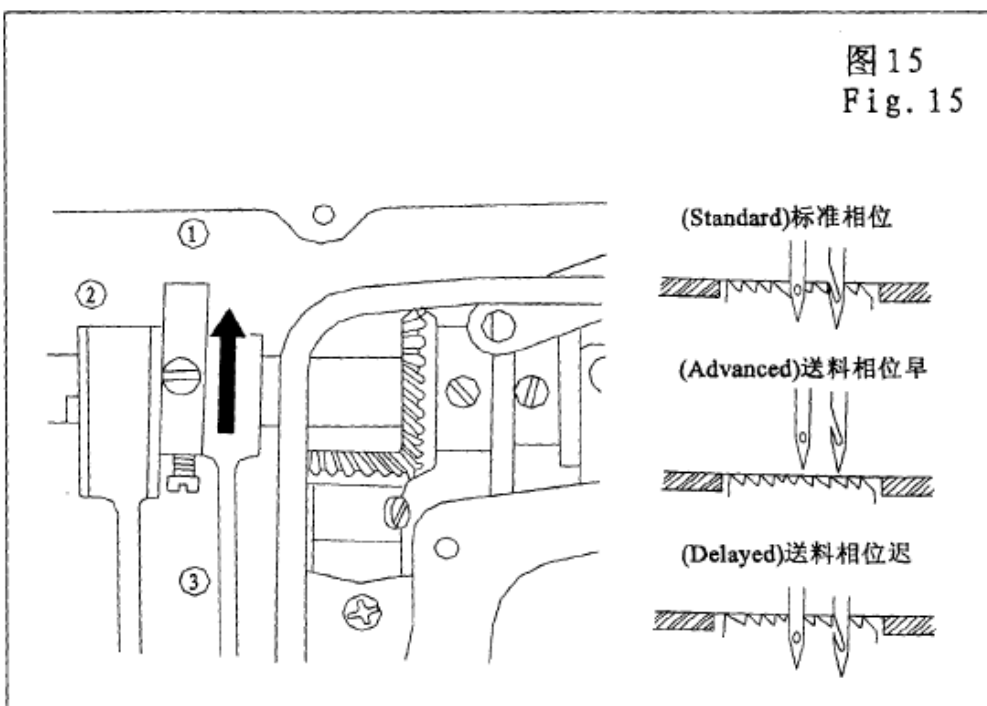 图15
Fig.15
①
②
③
(Standard)标准相位
(Advanced)送料相位早
(Delayed)送料相位迟